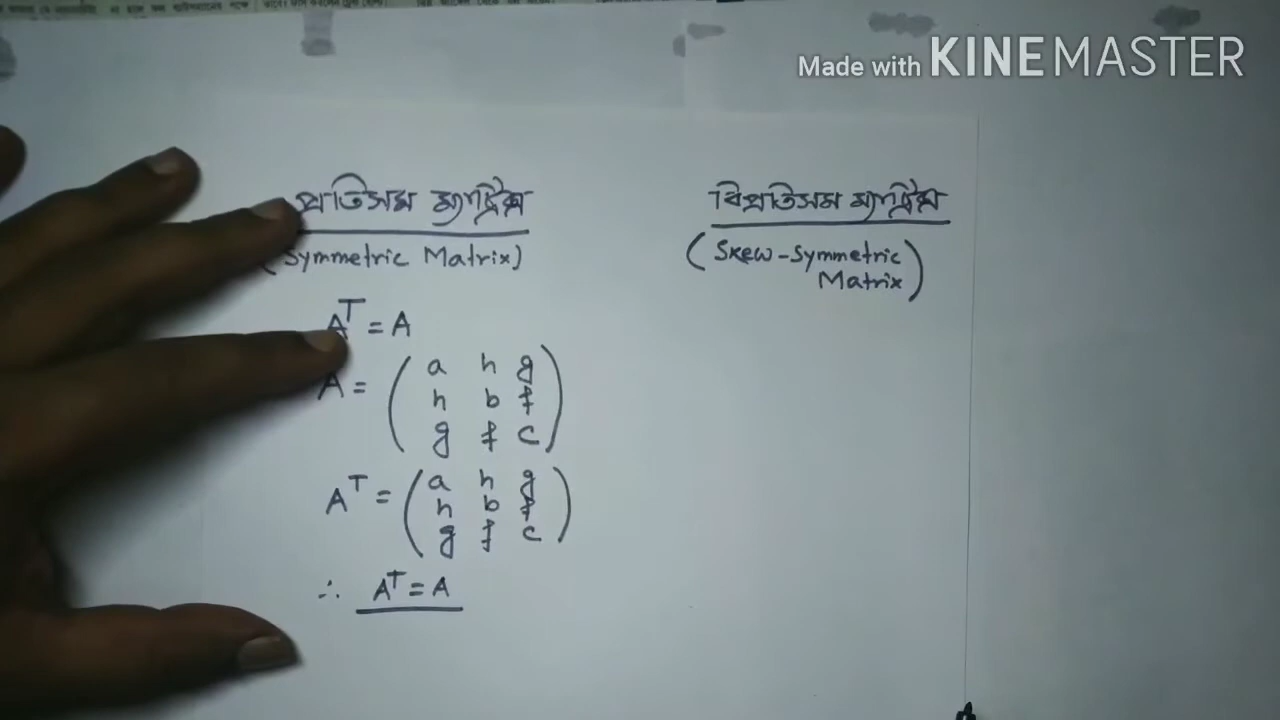 Made with KINEMASTER
প্রতিসম ম্যাট্রিক্স
(Symmetric Matrix)
A^T = A
A = ( a h g
h b f
g f c )
A^T = ( a h g
h b f
g f c )
∴ A^T = A
বিপ্রতিসম ম্যাট্রিক্স
(Skew-Symmetric
Matrix)